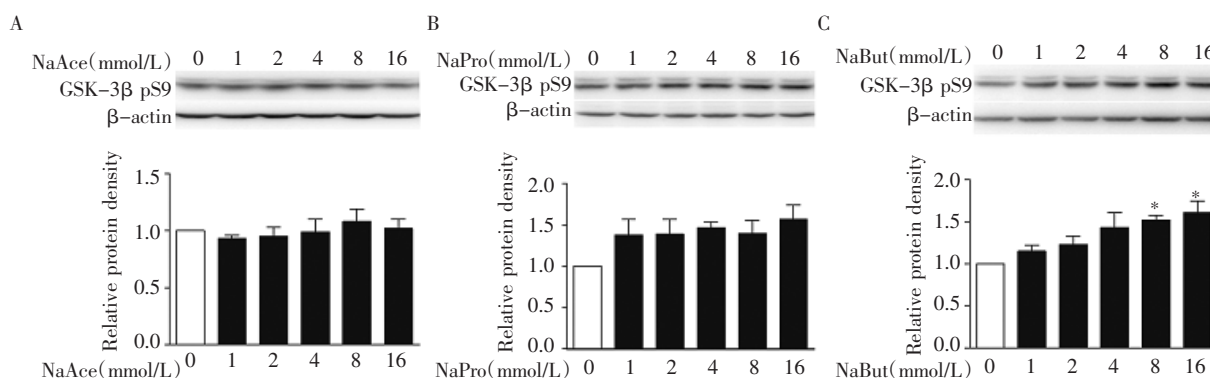 A
NaAce(mmol/L) 0 1 2 4 8 16
GSK-3β pS9
β-actin
Relative protein density
1.5
1.0
0.5
0.0
NaAce(mmol/L) 0 1 2 4 8 16
B
NaPro(mmol/L) 0 1 2 4 8 16
GSK-3β pS9
β-actin
Relative protein density
2.0
1.5
1.0
0.5
0.0
NaPro(mmol/L) 0 1 2 4 8 16
C
NaBut(mmol/L) 0 1 2 4 8 16
GSK-3β pS9
β-actin
Relative protein density
2.0
1.5
1.0
0.5
0.0
* *
NaBut(mmol/L) 0 1 2 4 8 16